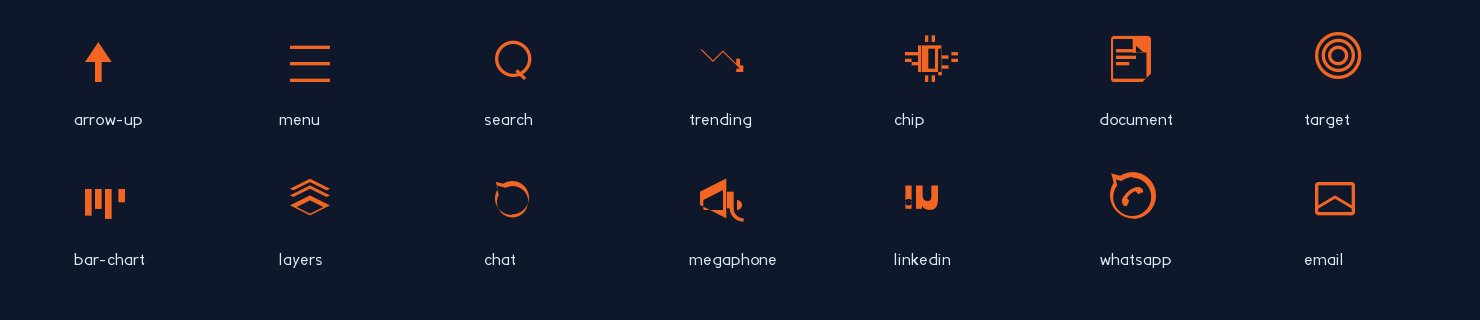 arrow-up menu search trending chip document target
bar-chart layers chat megaphone linkedin whatsapp email